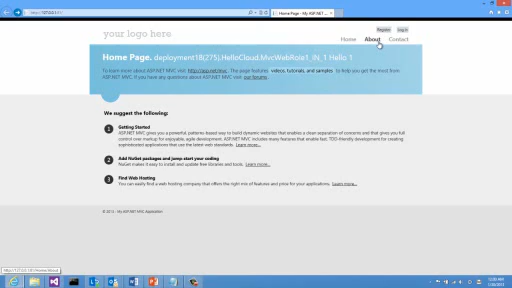 http://127.0.0.1:81/
Home Page - My ASP.NET ...
Register
Log in
your logo here
Home
About
Contact
Home Page. deployment18(275).HelloCloud.MvcWebRole1_IN_1 Hello 1
To learn more about ASP.NET MVC visit http://asp.net/mvc. The page features videos, tutorials, and samples to help you get the most from
ASP.NET MVC. If you have any questions about ASP.NET MVC visit our forums.
We suggest the following:
1
Getting Started
ASP.NET MVC gives you a powerful, patterns-based way to build dynamic websites that enables a clean separation of concerns and that gives you full
control over markup for enjoyable, agile development. ASP.NET MVC includes many features that enable fast, TDD-friendly development for creating
sophisticated applications that use the latest web standards. Learn more...
2
Add NuGet packages and jump-start your coding
NuGet makes it easy to install and update free libraries and tools. Learn more...
3
Find Web Hosting
You can easily find a web hosting company that offers the right mix of features and price for your applications. Learn more...
© 2012 - My ASP.NET MVC Application